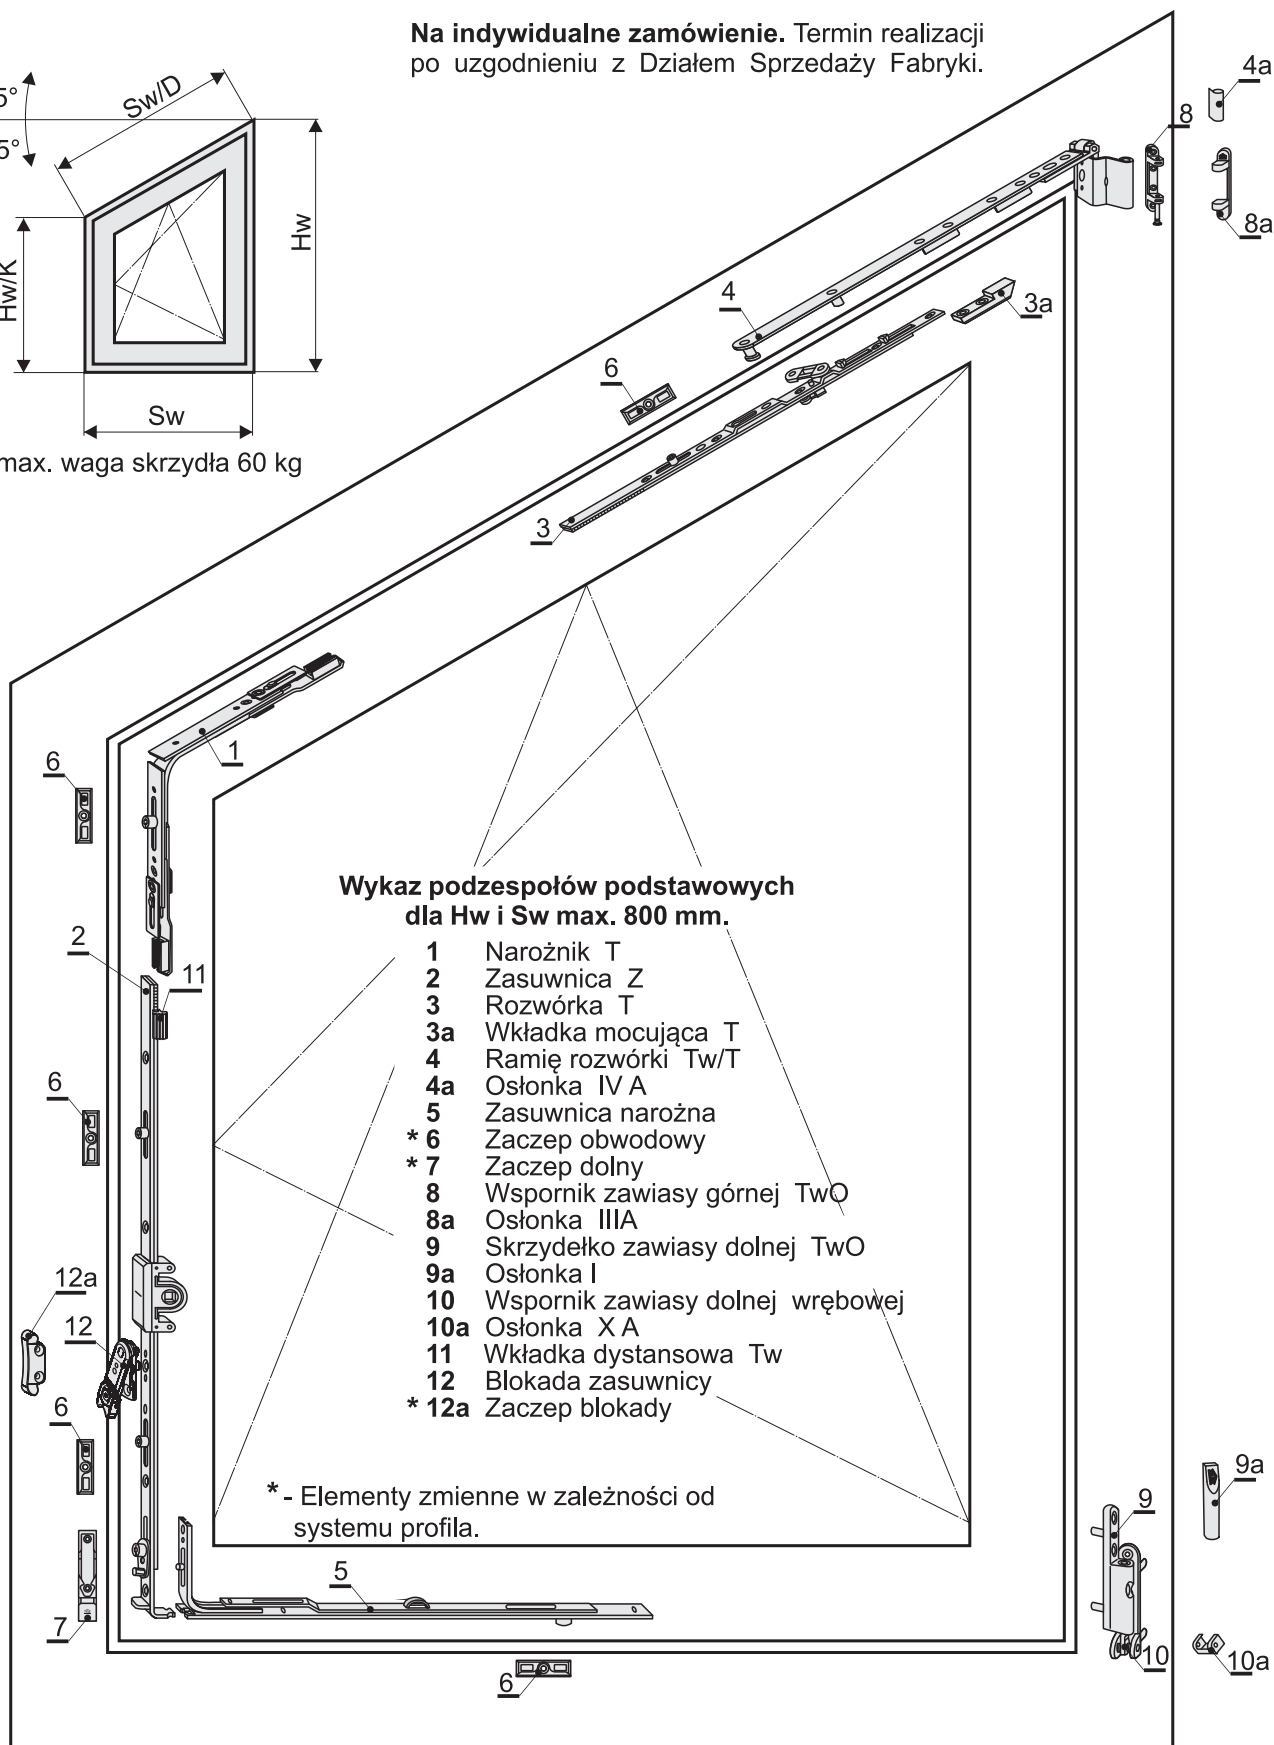 Na indywidualne zamówienie. Termin realizacji
po uzgodnieniu z Działem Sprzedaży Fabryki.
5°
5°
Sw/D
Hw
Hw/K
Sw
max. waga skrzydła 60 kg
4a
8
8a
4
3a
6
3
1
6
Wykaz podzespołów podstawowych
dla Hw i Sw max. 800 mm.
1 Narożnik T
2 Zasuwnica Z
3 Rozwórka T
3a Wkładka mocująca T
4 Ramię rozwórki Tw/T
4a Osłonka IV A
5 Zasuwnica narożna
* 6 Zaczep obwodowy
* 7 Zaczep dolny
8 Wspornik zawiasy górnej TwO
8a Osłonka IIIA
9 Skrzydełko zawiasy dolnej TwO
9a Osłonka I
10 Wspornik zawiasy dolnej wrębowej
10a Osłonka X A
11 Wkładka dystansowa Tw
12 Blokada zasuwnicy
* 12a Zaczep blokady
* - Elementy zmienne w zależności od
systemu profila.
2
11
6
12a
12
6
7
5
6
9a
9
10
10a